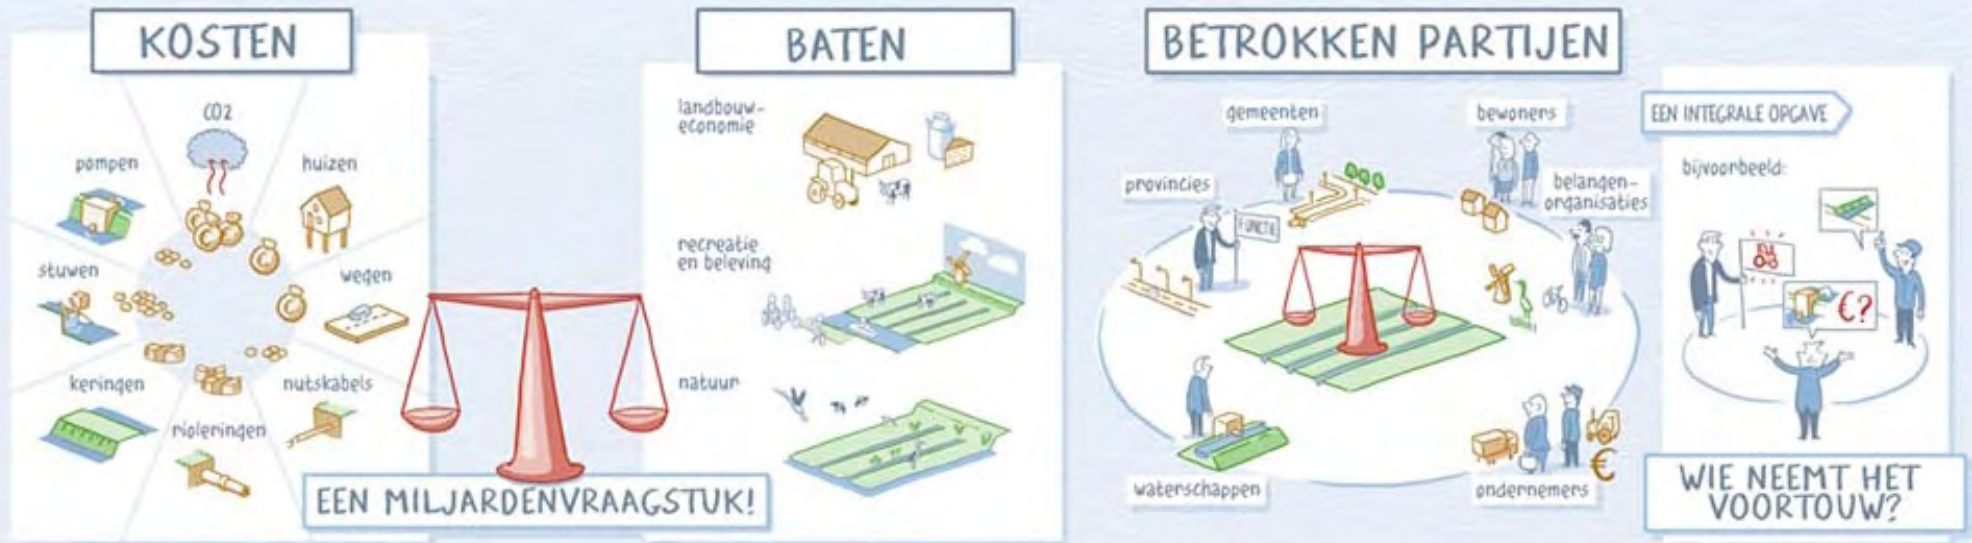 KOSTEN
CO2
pompen
huizen
stuwen
wegen
keringen
nutskabels
rioleringen
EEN MILJARDENVRAAGSTUK!
BATEN
landbouw-
economie
recreatie
en beleving
natuur
BETROKKEN PARTIJEN
gemeenten
bewoners
provincies
belangen-
organisaties
FUNCTIE
waterschappen
ondernemers
€
EEN INTEGRALE OPGAVE
bijvoorbeeld:
€?
WIE NEEMT HET
VOORTOUW?